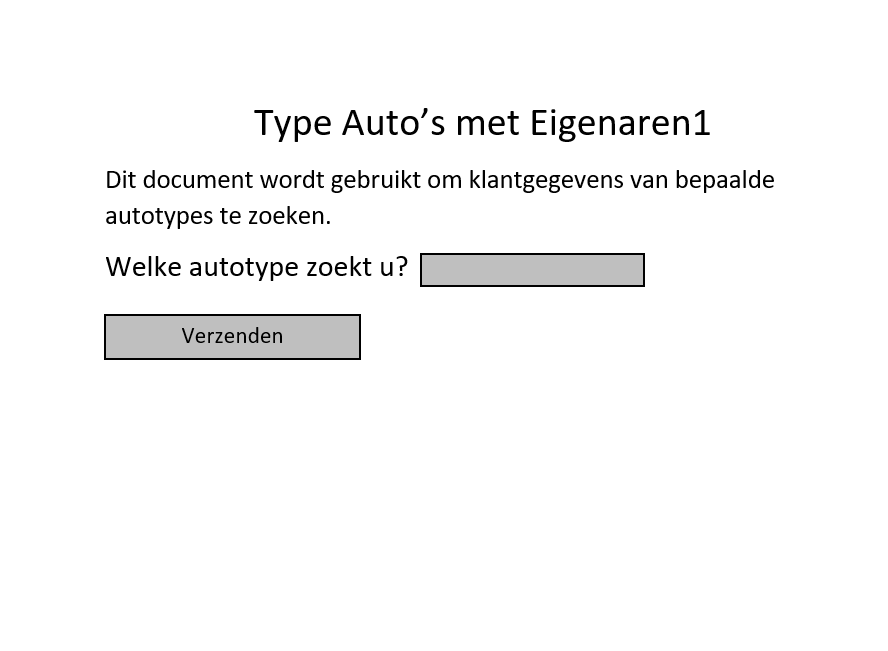 Type Auto’s met Eigenaren1
Dit document wordt gebruikt om klantgegevens van bepaalde
autotypes te zoeken.
Welke autotype zoekt u?
Verzenden